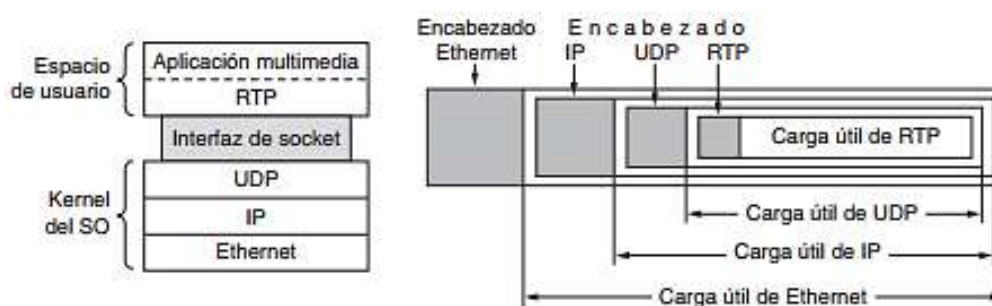 Espacio
de usuario
Aplicación multimedia
RTP
Interfaz de socket
Kernel
del SO
UDP
IP
Ethernet
Encabezado
Ethernet
Encabezado
IP UDP RTP
Carga útil de RTP
Carga útil de UDP
Carga útil de IP
Carga útil de Ethernet